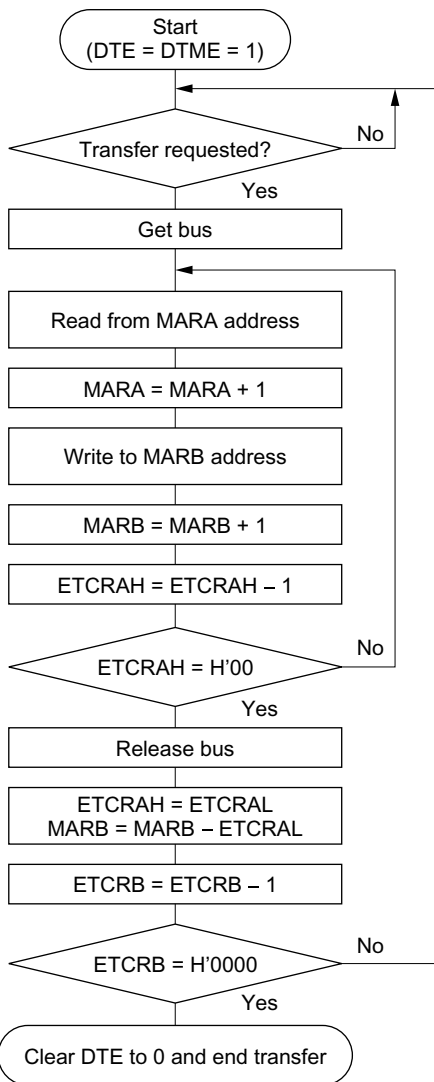 Start
(DTE = DTME = 1)
No
Transfer requested?
Yes
Get bus
Read from MARA address
MARA = MARA + 1
Write to MARB address
MARB = MARB + 1
ETCRAH = ETCRAH – 1
No
ETCRAH = H’00
Yes
Release bus
ETCRAH = ETCRAL
MARB = MARB – ETCRAL
ETCRB = ETCRB – 1
No
ETCRB = H’0000
Yes
Clear DTE to 0 and end transfer